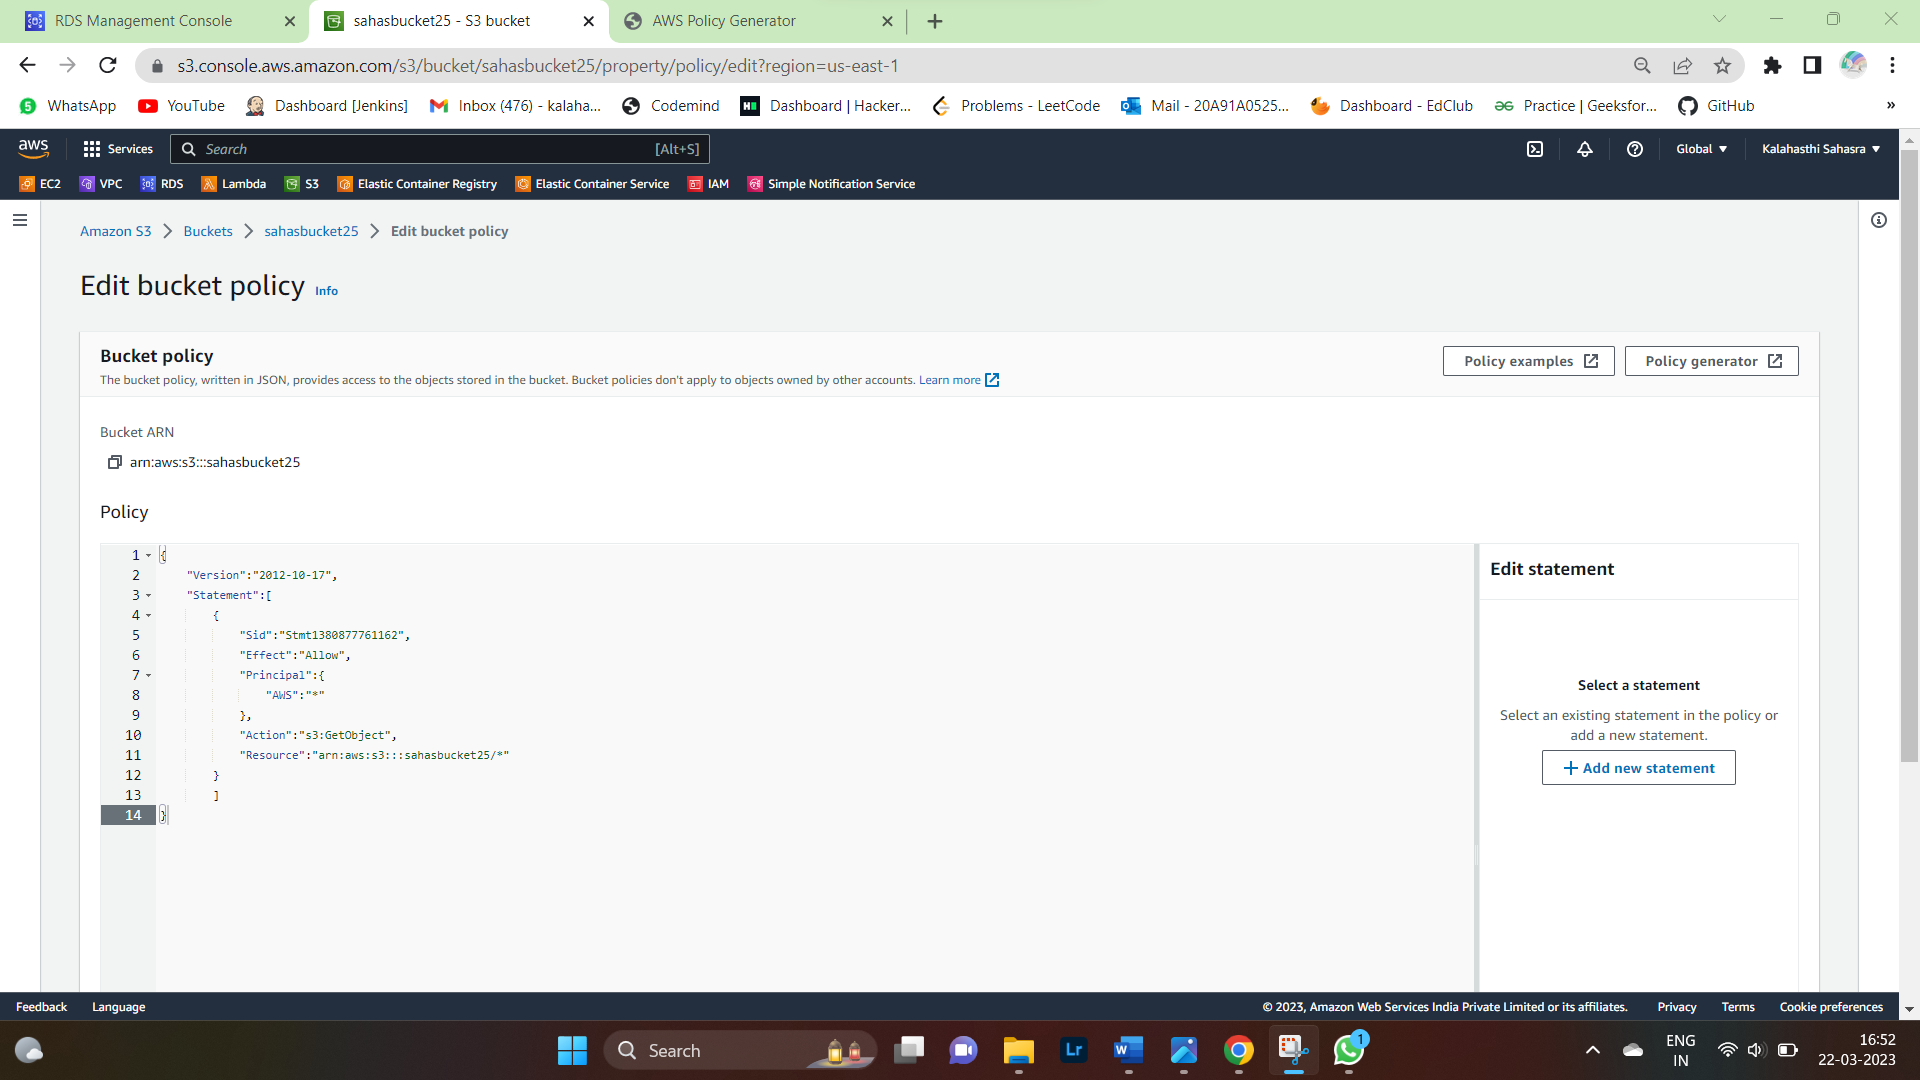 RDS Management Console
sahasbucket25 - S3 bucket
AWS Policy Generator
s3.console.aws.amazon.com/s3/bucket/sahasbucket25/property/policy/edit?region=us-east-1
WhatsApp YouTube Dashboard [Jenkins] Inbox (476) - kalaha... Codemind Dashboard | Hacker... Problems - LeetCode Mail - 20A91A0525... Dashboard - EdClub Practice | Geeksfor... GitHub »
aws Services Search [Alt+S] Global Kalahasthi Sahasra
EC2 VPC RDS Lambda S3 Elastic Container Registry Elastic Container Service IAM Simple Notification Service
Amazon S3 > Buckets > sahasbucket25 > Edit bucket policy
Edit bucket policy Info
Bucket policy
The bucket policy, written in JSON, provides access to the objects stored in the bucket. Bucket policies don't apply to objects owned by other accounts. Learn more
Policy examples
Policy generator
Bucket ARN
arn:aws:s3:::sahasbucket25
Policy
1 {
2 "Version":"2012-10-17",
3 "Statement":[
4 {
5 "Sid":"Stmt1380877761162",
6 "Effect":"Allow",
7 "Principal":{
8 "AWS":"*"
9 },
10 "Action":"s3:GetObject",
11 "Resource":"arn:aws:s3:::sahasbucket25/*"
12 }
13 ]
14 }
Edit statement
Select a statement
Select an existing statement in the policy or
add a new statement.
+ Add new statement
Feedback Language © 2023, Amazon Web Services India Private Limited or its affiliates. Privacy Terms Cookie preferences
Search
Lr
W
1
ENG
IN
16:52
22-03-2023